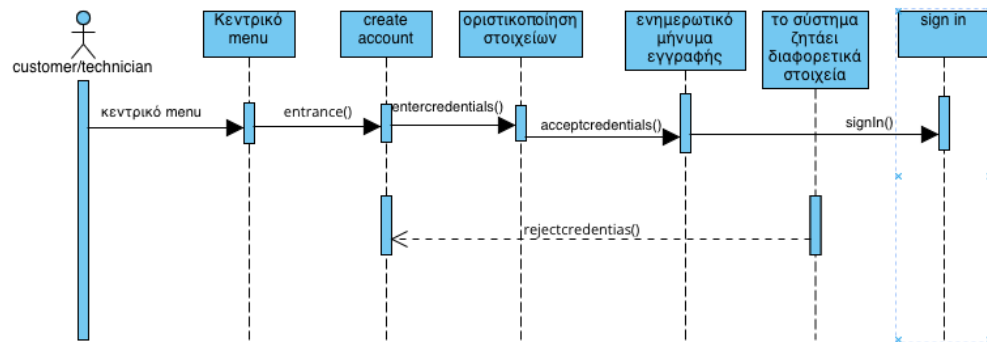 Κεντρικό
menu
create
account
οριστικοποίηση
στοιχείων
ενημερωτικό
μήνυμα
εγγραφής
το σύστημα
ζητάει
διαφορετικά
στοιχεία
sign in
customer/technician
κεντρικό menu
entrance()
entercredentials()
acceptcredentials()
signIn()
rejectcredentias()